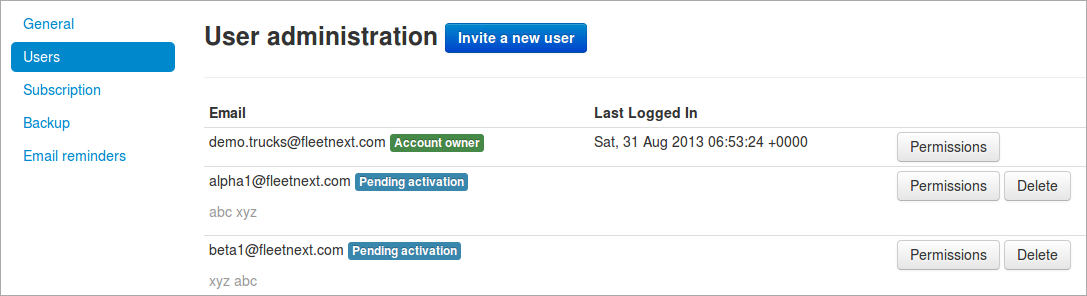 General
Users
Subscription
Backup
Email reminders
User administration Invite a new user
Email Last Logged In
demo.trucks@fleetnext.com Account owner Sat, 31 Aug 2013 06:53:24 +0000 Permissions
alpha1@fleetnext.com Pending activation Permissions Delete
abc xyz
beta1@fleetnext.com Pending activation Permissions Delete
xyz abc